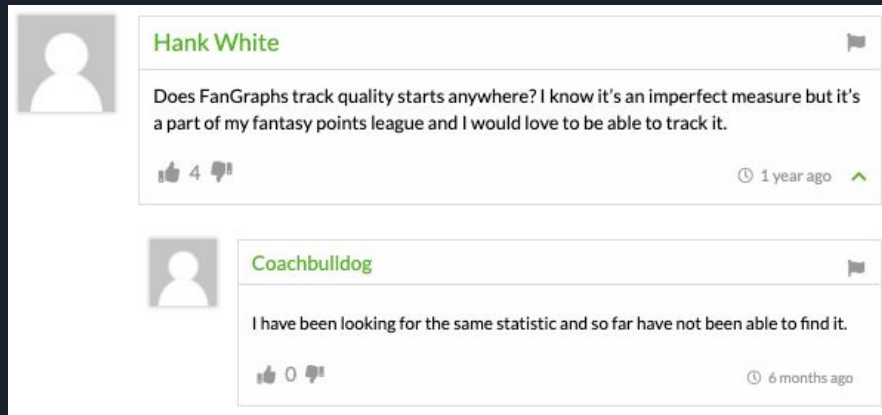 Hank White
Does FanGraphs track quality starts anywhere? I know it's an imperfect measure but it's
a part of my fantasy points league and I would love to be able to track it.
4
1 year ago
Coachbulldog
I have been looking for the same statistic and so far have not been able to find it.
0
6 months ago